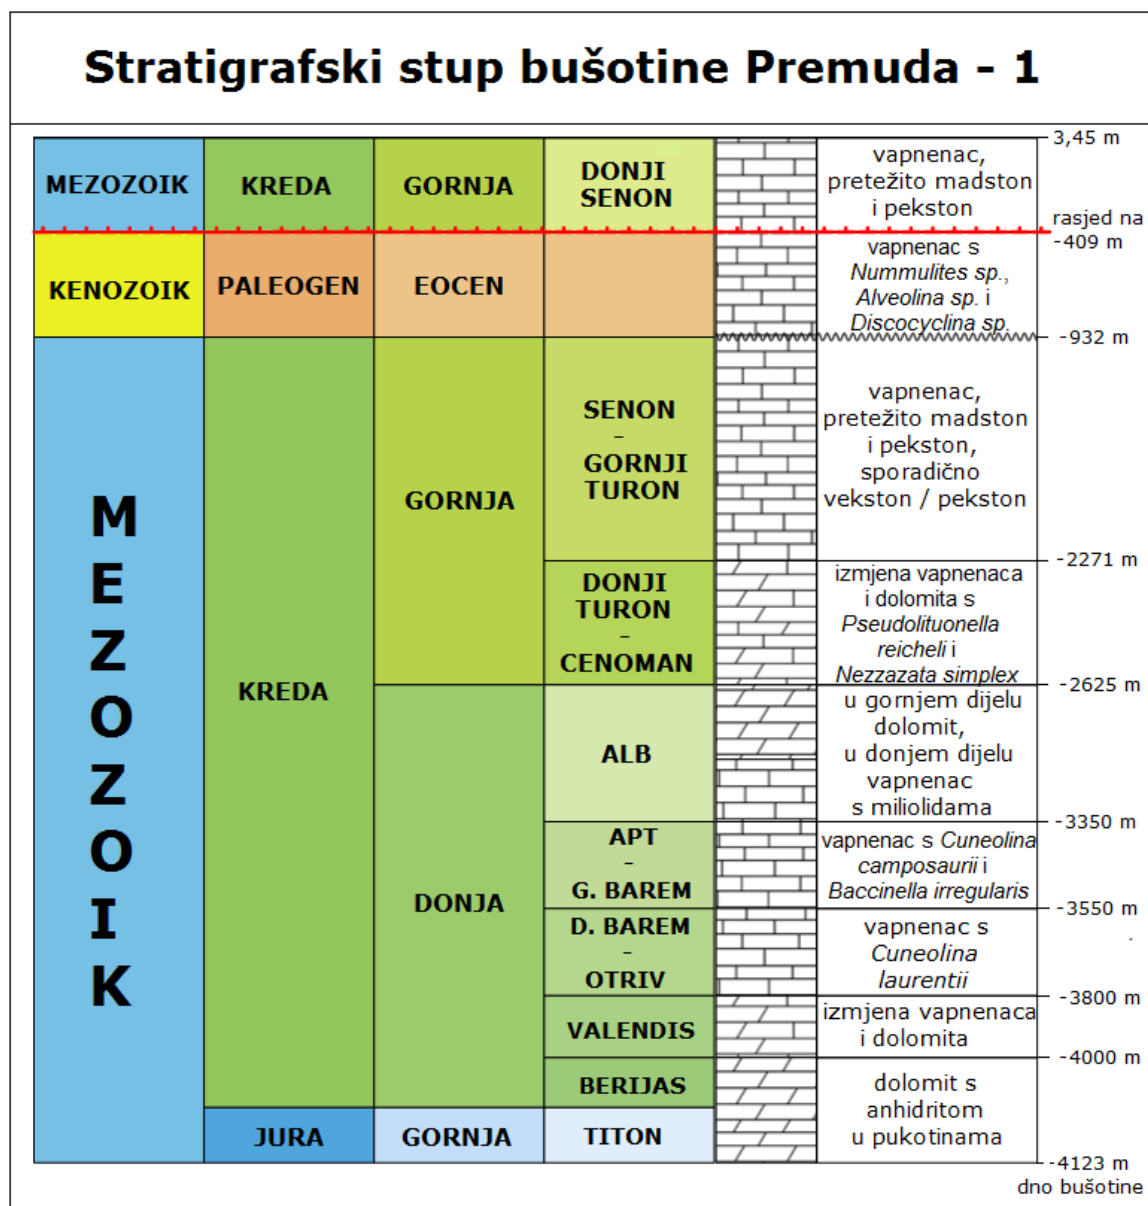 Stratigrafski stup bušotine Premuda - 1
MEZOZOIK
KREDA
GORNJA
DONJI
SENON
vapnenac,
pretežito madston
i pekston
3,45 m
rasjed na
-409 m
KENOZOIK
PALEOGEN
EOCEN
vapnenac s
Nummulites sp.,
Alveolina sp. i
Discocyclina sp.
-932 m
M
E
Z
O
Z
O
I
K
KREDA
GORNJA
SENON
–
GORNJI
TURON
vapnenac,
pretežito madston
i pekston,
sporadično
vekston / pekston
-2271 m
DONJI
TURON
–
CENOMAN
izmjena vapnenaca
i dolomita s
Pseudolituonella
reicheli i
Nezzazata simplex
-2625 m
DONJA
ALB
u gornjem dijelu
dolomit,
u donjem dijelu
vapnenac
s miliolidama
-3350 m
APT
–
G. BAREM
vapnenac s Cuneolina
camposaurii i
Baccinella irregularis
-3550 m
D. BAREM
–
OTRIV
vapnenac s
Cuneolina
laurentii
-3800 m
VALENDIS
izmjena vapnenaca
i dolomita
-4000 m
BERIJAS
dolomit s
anhidritom
u pukotinama
JURA
GORNJA
TITON
-4123 m
dno bušotine